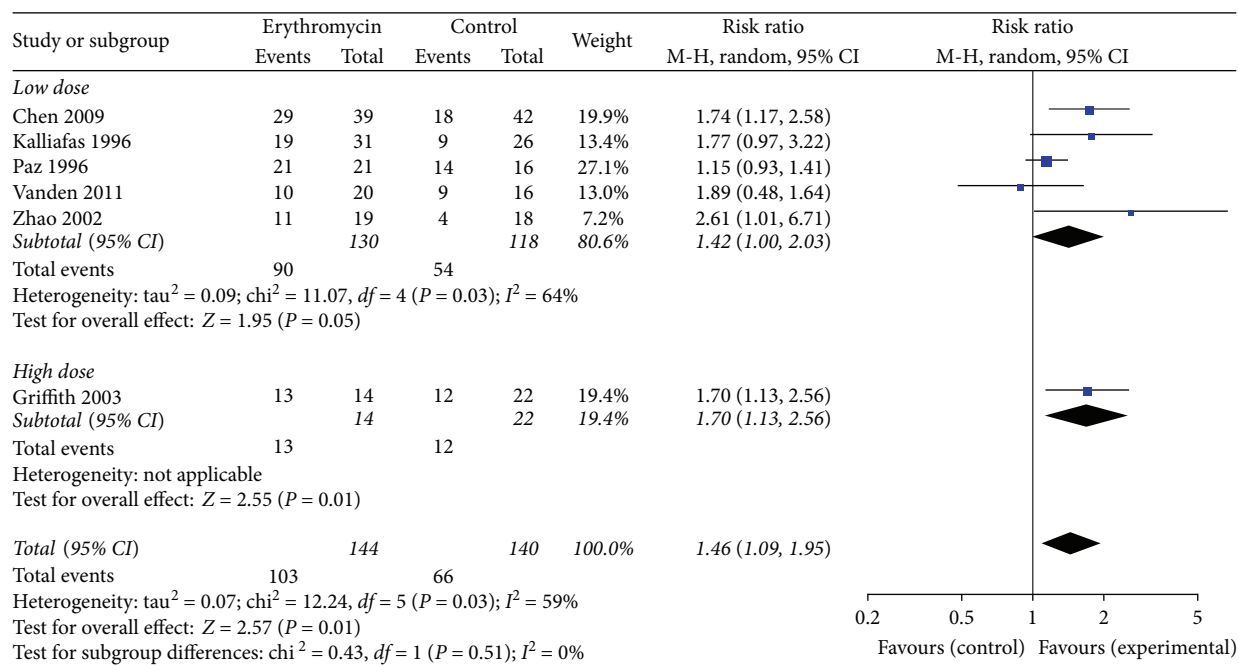 Study or subgroup Erythromycin Control Weight Risk ratio Risk ratio
Events Total Events Total M-H, random, 95% CI M-H, random, 95% CI
Low dose
Chen 2009 29 39 18 42 19.9% 1.74 (1.17, 2.58)
Kalliafas 1996 19 31 9 26 13.4% 1.77 (0.97, 3.22)
Paz 1996 21 21 14 16 27.1% 1.15 (0.93, 1.41)
Vanden 2011 10 20 9 16 13.0% 1.89 (0.48, 1.64)
Zhao 2002 11 19 4 18 7.2% 2.61 (1.01, 6.71)
Subtotal (95% CI) 130 118 80.6% 1.42 (1.00, 2.03)
Total events 90 54
Heterogeneity: tau² = 0.09; chi² = 11.07, df = 4 (P = 0.03); I² = 64%
Test for overall effect: Z = 1.95 (P = 0.05)
High dose
Griffith 2003 13 14 12 22 19.4% 1.70 (1.13, 2.56)
Subtotal (95% CI) 14 22 19.4% 1.70 (1.13, 2.56)
Total events 13 12
Heterogeneity: not applicable
Test for overall effect: Z = 2.55 (P = 0.01)
Total (95% CI) 144 140 100.0% 1.46 (1.09, 1.95)
Total events 103 66
Heterogeneity: tau² = 0.07; chi² = 12.24, df = 5 (P = 0.03); I² = 59%
Test for overall effect: Z = 2.57 (P = 0.01)
Test for subgroup differences: chi² = 0.43, df = 1 (P = 0.51); I² = 0%
0.2 0.5 1 2 5
Favours (control) Favours (experimental)